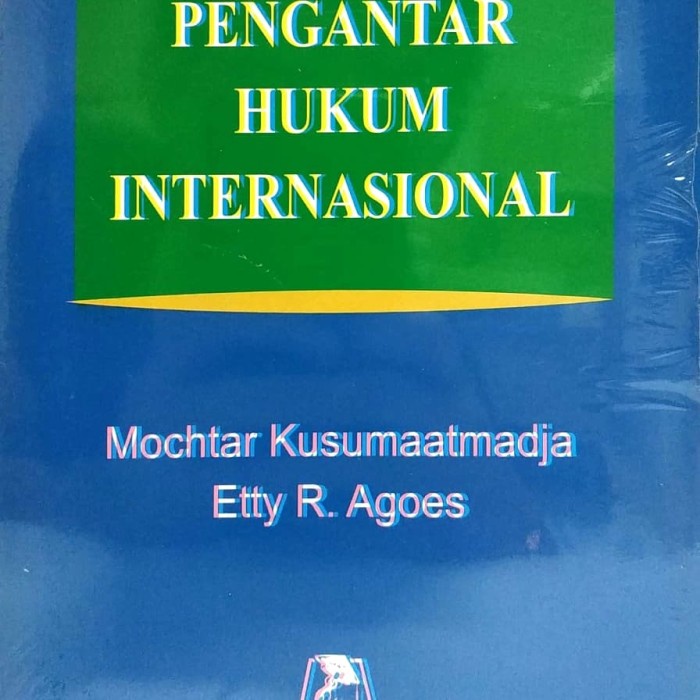 PENGANTAR
HUKUM
INTERNASIONAL
Mochtar Kusumaatmadja
Etty R. Agoes